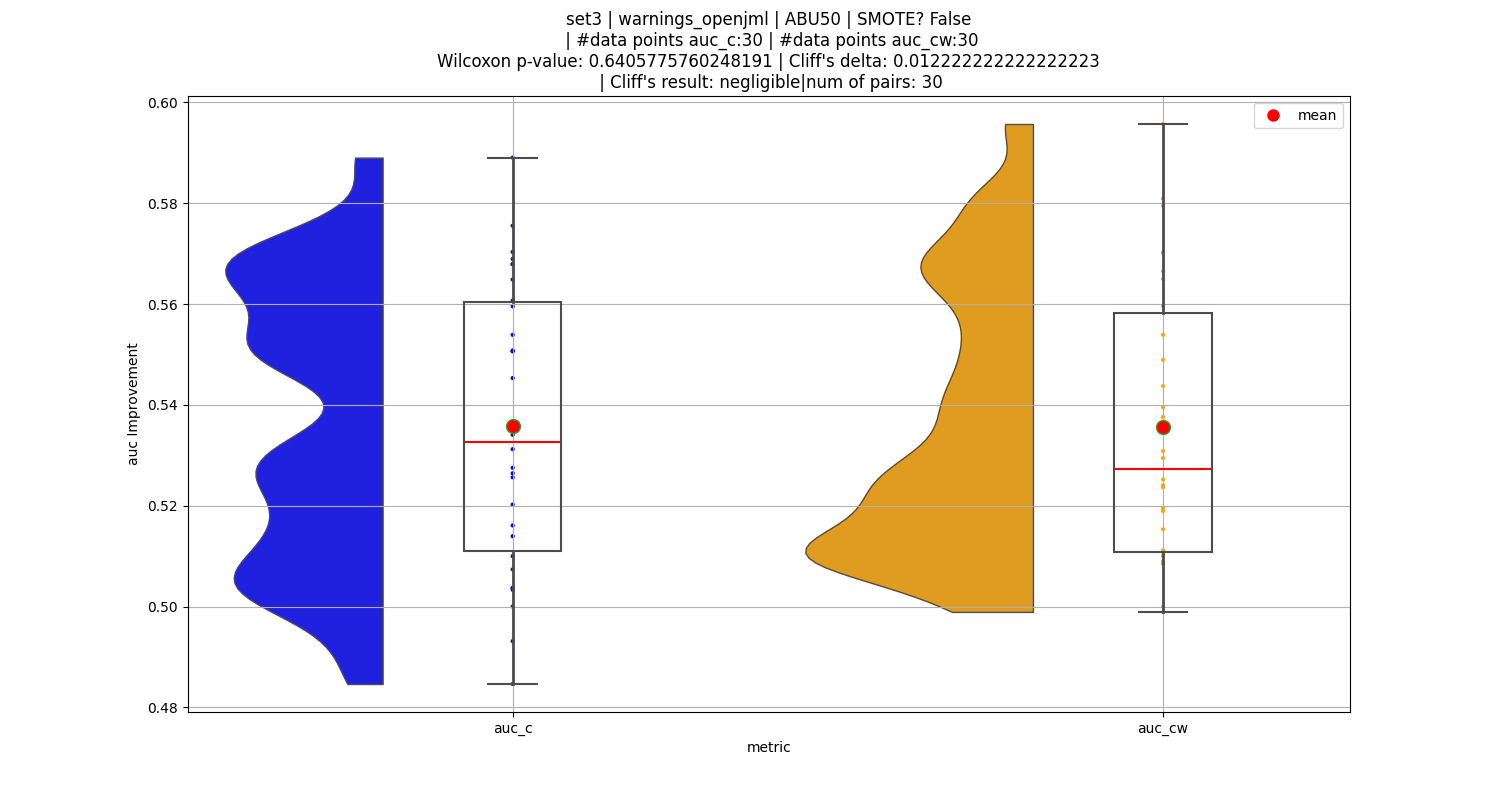 set3 | warnings_openjml | ABU50 | SMOTE? False
| #data points auc_c:30 | #data points auc_cw:30
Wilcoxon p-value: 0.6405775760248191 | Cliff's delta: 0.012222222222222223
| Cliff's result: negligible|num of pairs: 30
mean
0.60
0.58
0.56
0.54
0.52
0.50
0.48
auc Improvement
auc_c
auc_cw
metric